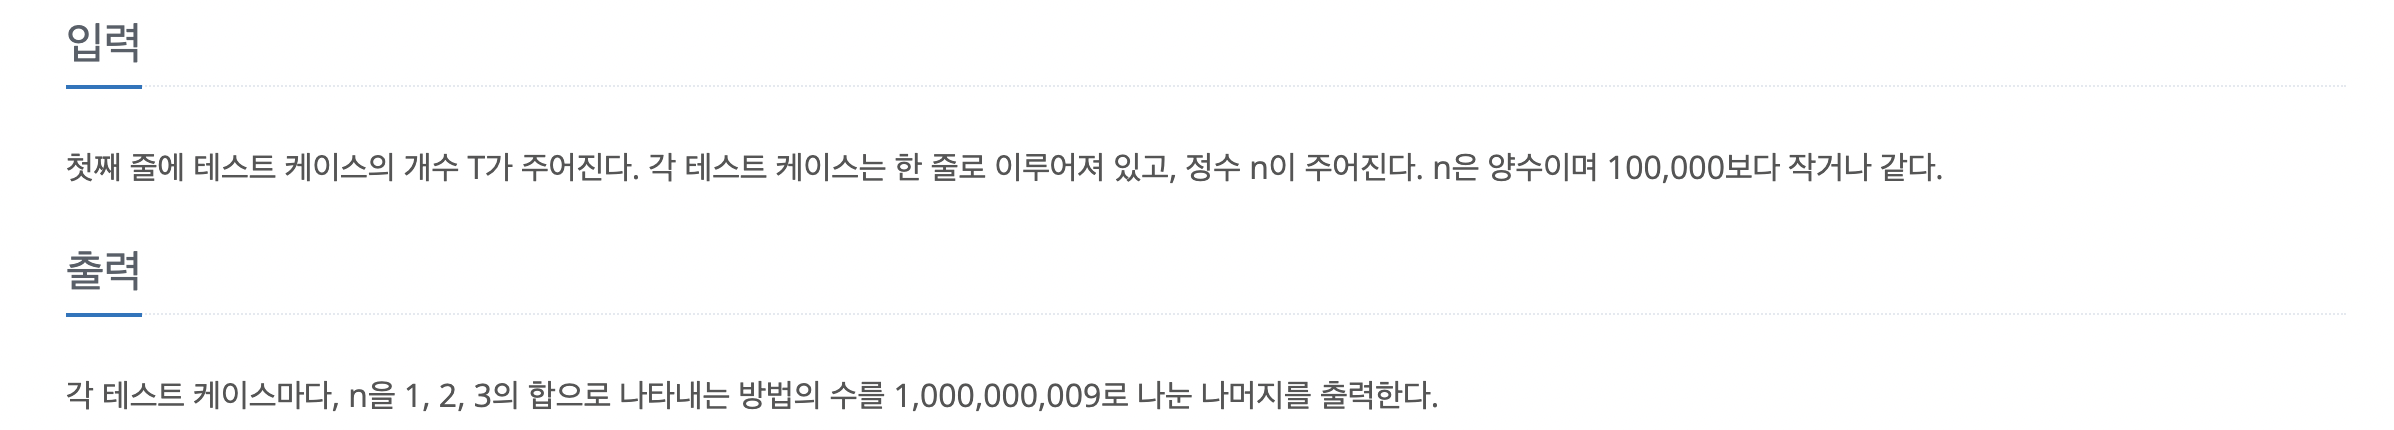 입력
첫째 줄에 테스트 케이스의 개수 T가 주어진다. 각 테스트 케이스는 한 줄로 이루어져 있고, 정수 n이 주어진다. n은 양수이며 100,000보다 작거나 같다.
출력
각 테스트 케이스마다, n을 1, 2, 3의 합으로 나타내는 방법의 수를 1,000,000,009로 나눈 나머지를 출력한다.